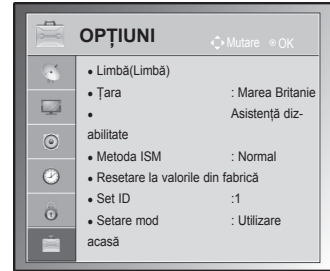 OPȚIUNI
Mutare OK
• Limbă(Limbă)
• Țara : Marea Britanie
• Asistență diz-
abilitate
• Metoda ISM : Normal
• Resetare la valorile din fabrică
• Set ID :1
• Setare mod : Utilizare
acasă